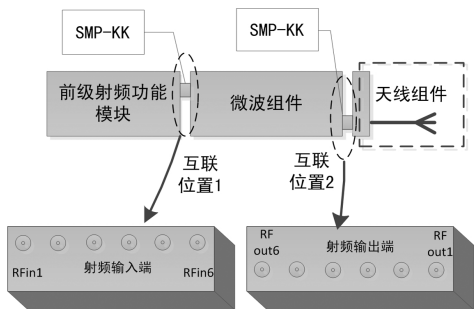 SMP-KK
SMP-KK
前级射频功能
模块
微波组件
天线组件
互联
位置1
互联
位置2
RFin1
射频输入端
RFin6
RF
out6
射频输出端
RF
out1